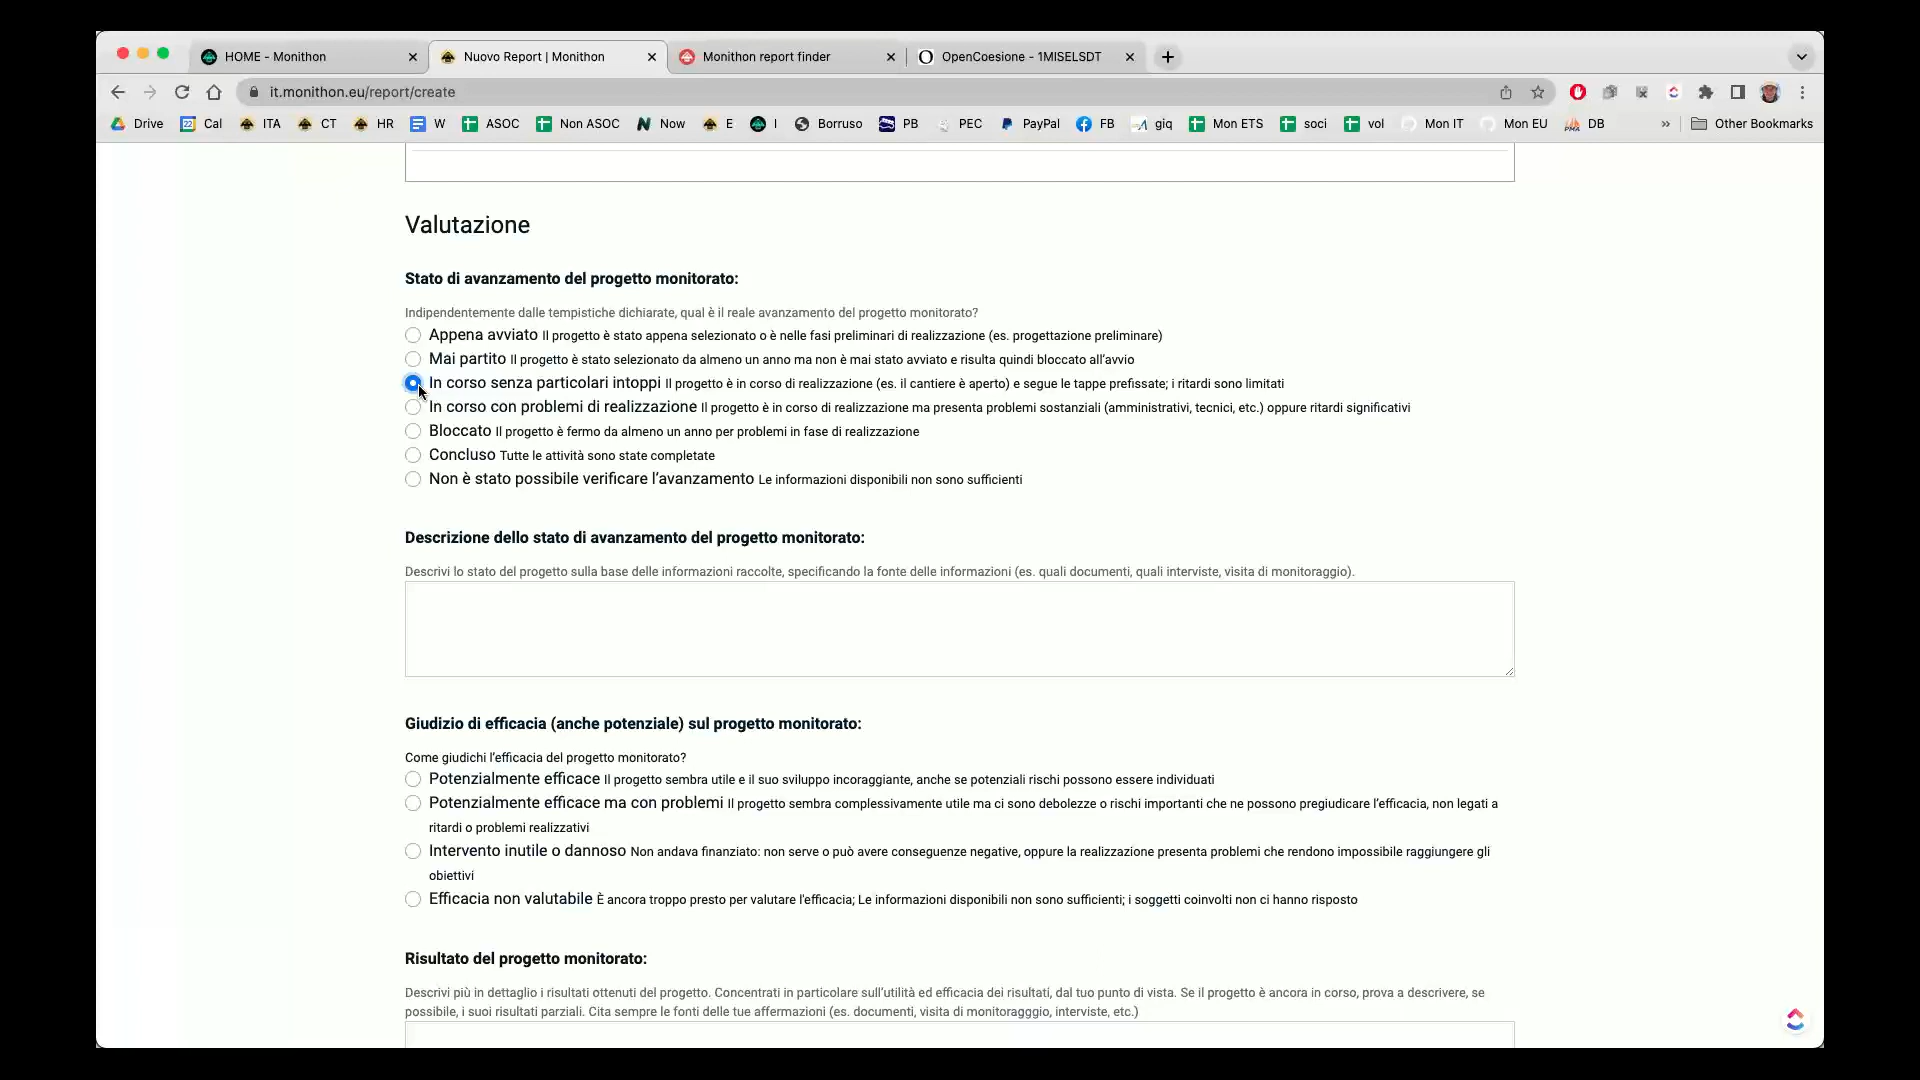 HOME - Monithon
Nuovo Report | Monithon
Monithon report finder
OpenCoesione - 1MISELSDT
it.monithon.eu/report/create
Drive Cal ITA CT HR W ASOC Non ASOC Now E I Borruso PB PEC PayPal FB giq Mon ETS soci vol Mon IT Mon EU DB » Other Bookmarks
Valutazione
Stato di avanzamento del progetto monitorato:
Indipendentemente dalle tempistiche dichiarate, qual è il reale avanzamento del progetto monitorato?
Appena avviato Il progetto è stato appena selezionato o è nelle fasi preliminari di realizzazione (es. progettazione preliminare)
Mai partito Il progetto è stato selezionato da almeno un anno ma non è mai stato avviato e risulta quindi bloccato all'avvio
In corso senza particolari intoppi Il progetto è in corso di realizzazione (es. il cantiere è aperto) e segue le tappe prefissate; i ritardi sono limitati
In corso con problemi di realizzazione Il progetto è in corso di realizzazione ma presenta problemi sostanziali (amministrativi, tecnici, etc.) oppure ritardi significativi
Bloccato Il progetto è fermo da almeno un anno per problemi in fase di realizzazione
Concluso Tutte le attività sono state completate
Non è stato possibile verificare l'avanzamento Le informazioni disponibili non sono sufficienti
Descrizione dello stato di avanzamento del progetto monitorato:
Descrivi lo stato del progetto sulla base delle informazioni raccolte, specificando la fonte delle informazioni (es. quali documenti, quali interviste, visita di monitoraggio).
Giudizio di efficacia (anche potenziale) sul progetto monitorato:
Come giudichi l'efficacia del progetto monitorato?
Potenzialmente efficace Il progetto sembra utile e il suo sviluppo incoraggiante, anche se potenziali rischi possono essere individuati
Potenzialmente efficace ma con problemi Il progetto sembra complessivamente utile ma ci sono debolezze o rischi importanti che ne possono pregiudicare l'efficacia, non legati a
ritardi o problemi realizzativi
Intervento inutile o dannoso Non andava finanziato: non serve o può avere conseguenze negative, oppure la realizzazione presenta problemi che rendono impossibile raggiungere gli
obiettivi
Efficacia non valutabile È ancora troppo presto per valutare l'efficacia; Le informazioni disponibili non sono sufficienti; i soggetti coinvolti non ci hanno risposto
Risultato del progetto monitorato:
Descrivi più in dettaglio i risultati ottenuti del progetto. Concentrati in particolare sull'utilità ed efficacia dei risultati, dal tuo punto di vista. Se il progetto è ancora in corso, prova a descrivere, se
possibile, i suoi risultati parziali. Cita sempre le fonti delle tue affermazioni (es. documenti, visita di monitoragggio, interviste, etc.)